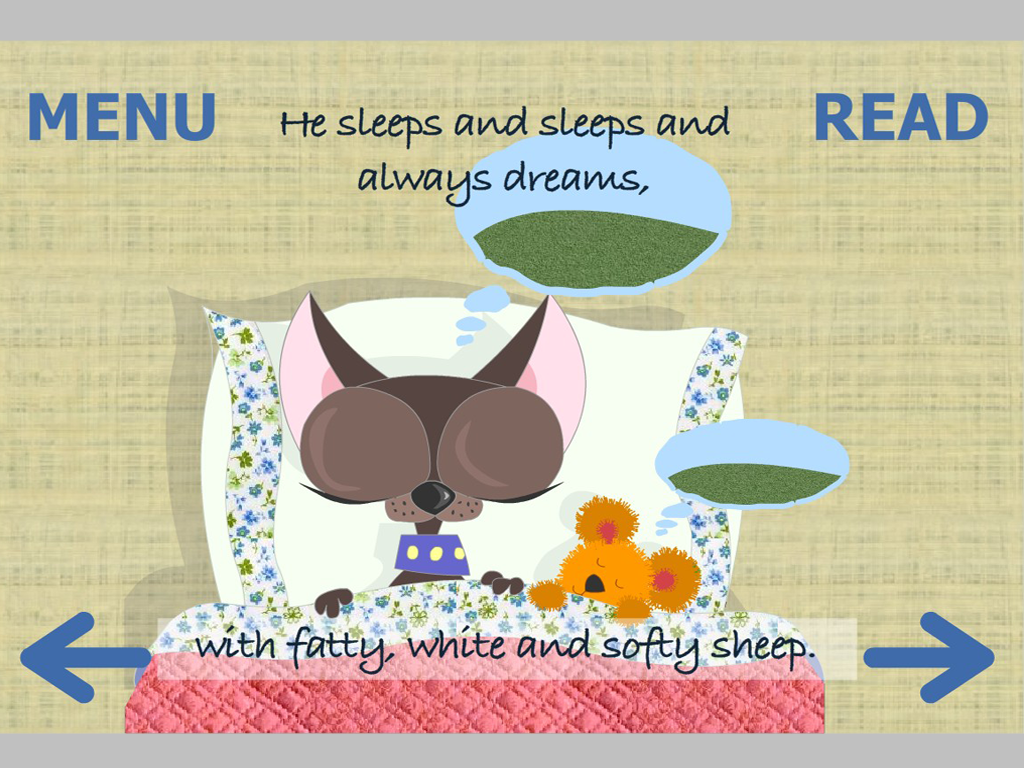 MENU
He sleeps and sleeps and
always dreams,
READ
with fatty, white and softy sheep.